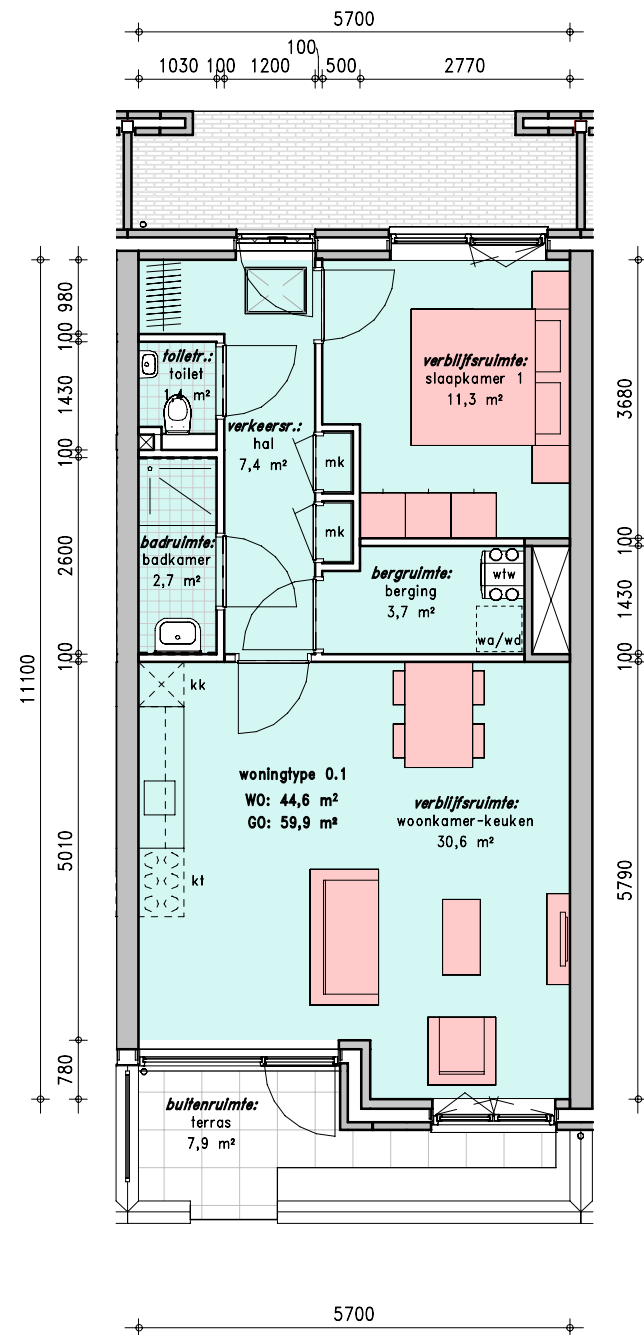 5700
100
1030 100 1200 500 2770
980
100
1430
100
2600
100
11100
5010
780
3680
100
1430
100
5790
toiletr.:
toilet
1,4 m²
verkeersr.:
hal
7,4 m²
verblijfsruimte:
slaapkamer 1
11,3 m²
mk
mk
badruimte:
badkamer
2,7 m²
bergruimte:
berging
3,7 m²
wtw
wa/wd
kk
woningtype 0.1
WO: 44,6 m²
GO: 59,9 m²
verblijfsruimte:
woonkamer-keuken
30,6 m²
kt
buitenruimte:
terras
7,9 m²
5700